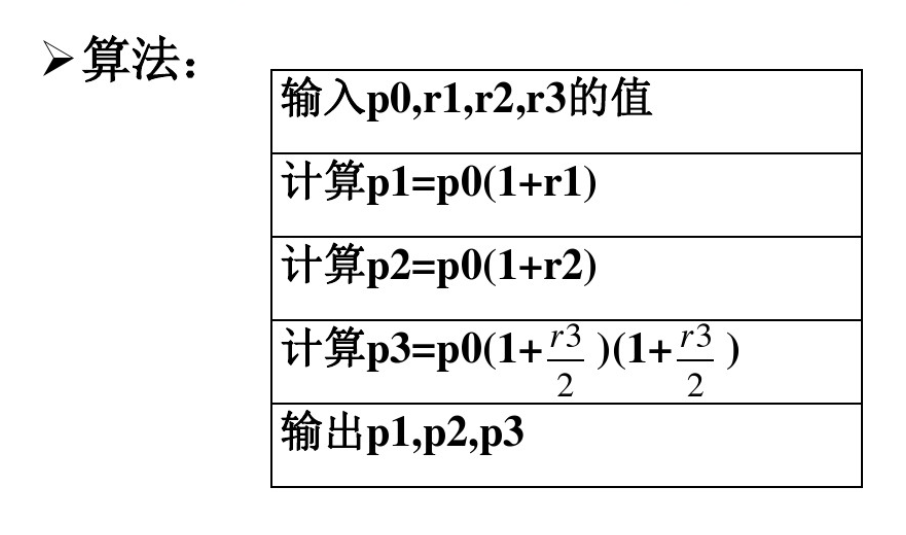 ➢算法：
输入p0,r1,r2,r3的值
计算p1=p0(1+r1)
计算p2=p0(1+r2)
计算p3=p0(1+r3/2)(1+r3/2)
输出p1,p2,p3